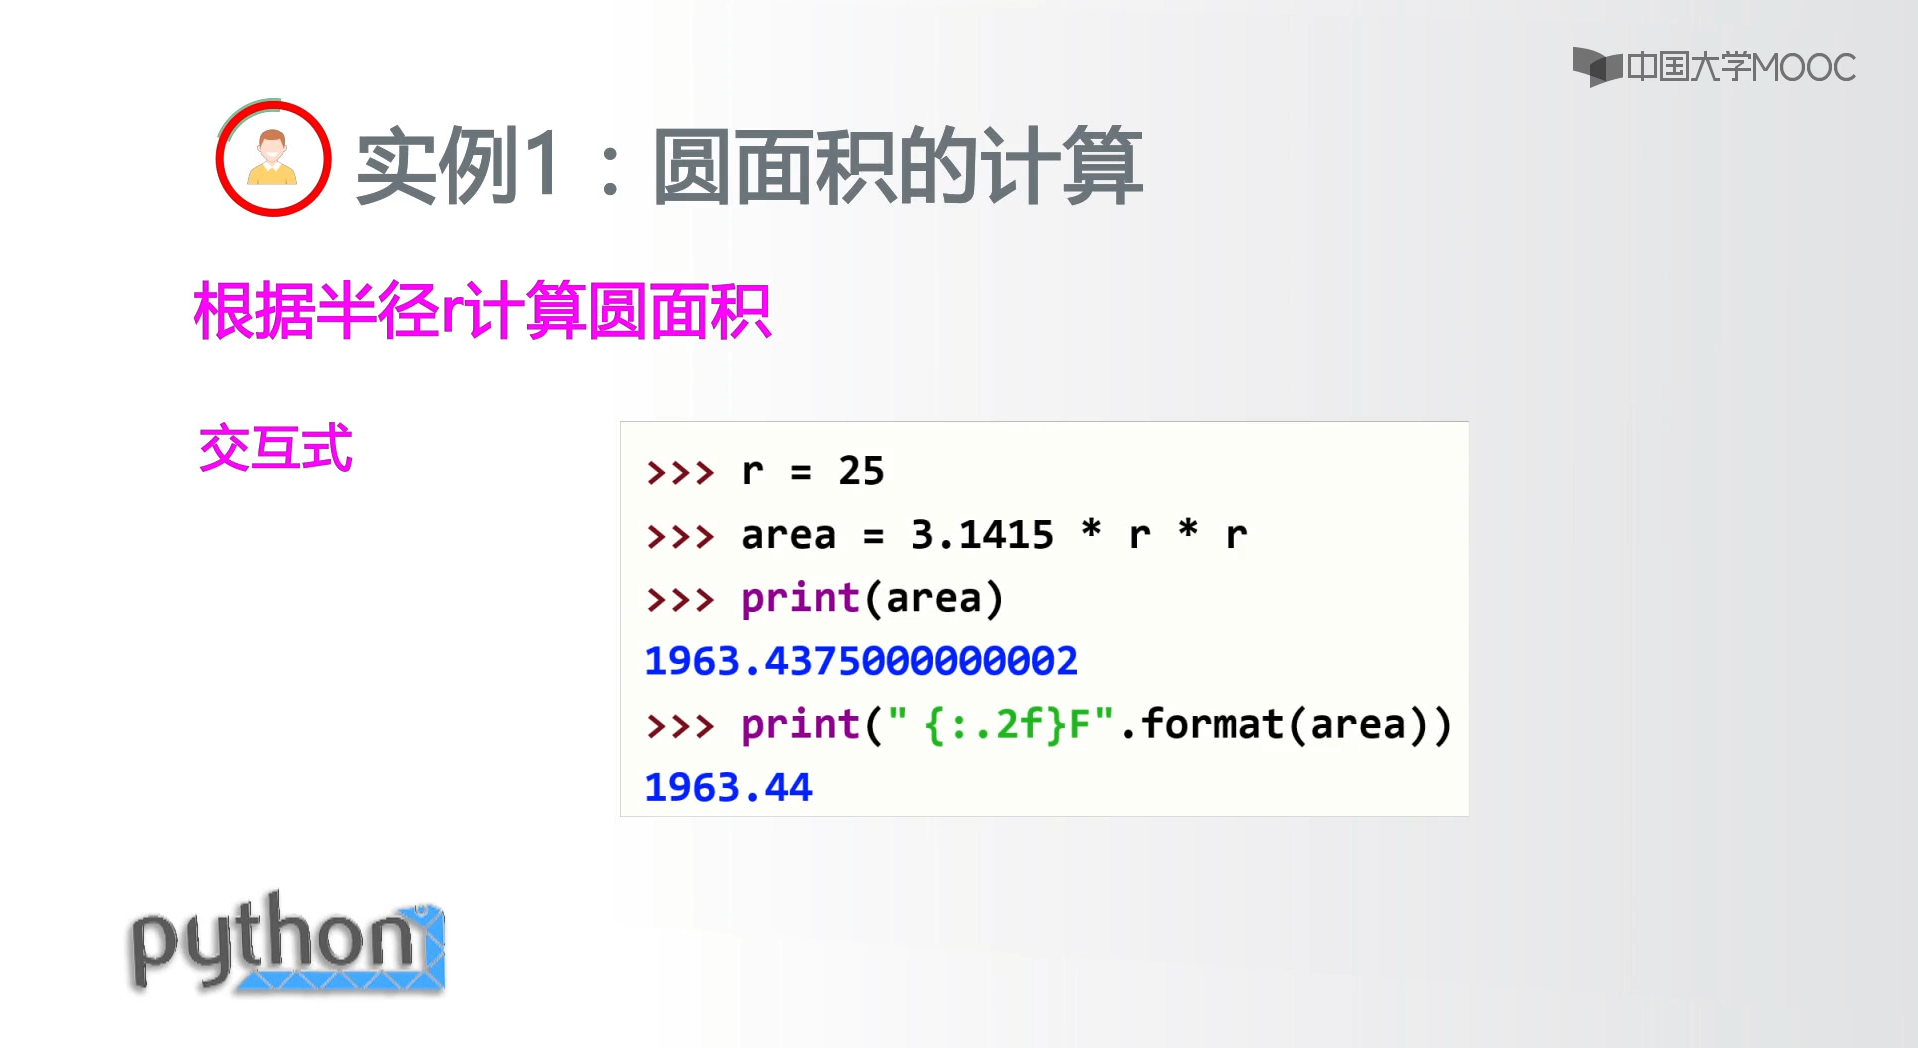 中国大学MOOC
实例1：圆面积的计算
根据半径r计算圆面积
交互式
>>> r = 25
>>> area = 3.1415 * r * r
>>> print(area)
1963.4375000000002
>>> print(" {:.2f}F".format(area))
1963.44
python